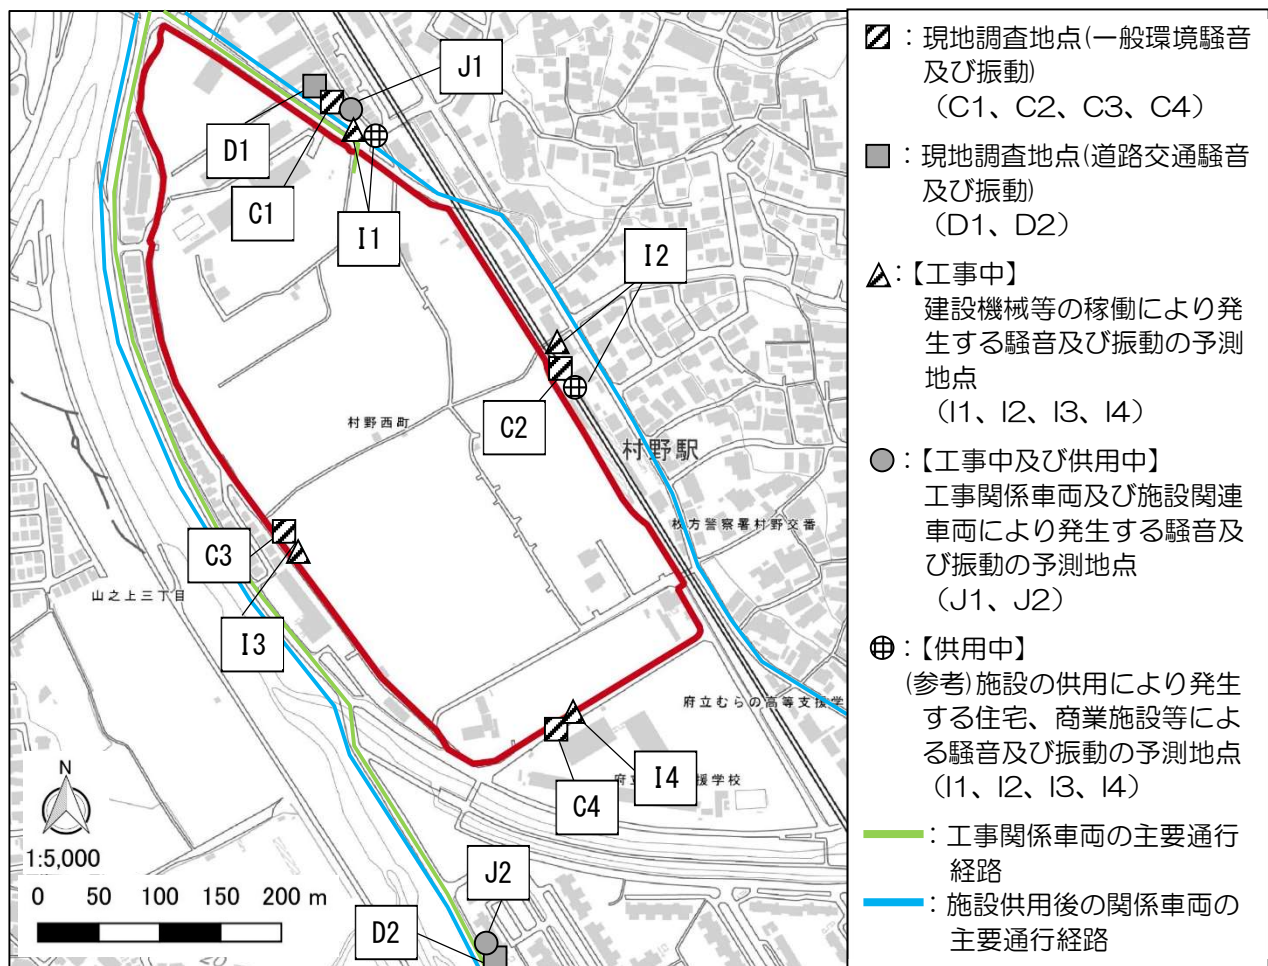 J1
D1
C1
I1
I2
C2
村野西町
村野駅
枚方警察署村野交番
C3
山之上三丁目
I3
府立むらの高等支援学
I4
C4
府立
援学校
N
1:5,000
0 50 100 150 200 m
J2
D2
：現地調査地点(一般環境騒音
及び振動)
（C1、C2、C3、C4）
：現地調査地点(道路交通騒音
及び振動)
（D1、D2）
：【工事中】
建設機械等の稼働により発
生する騒音及び振動の予測
地点
（I1、I2、I3、I4）
：【工事中及び供用中】
工事関係車両及び施設関連
車両により発生する騒音及
び振動の予測地点
（J1、J2）
：【供用中】
(参考)施設の供用により発生
する住宅、商業施設等によ
る騒音及び振動の予測地点
（I1、I2、I3、I4）
：工事関係車両の主要通行
経路
：施設供用後の関係車両の
主要通行経路